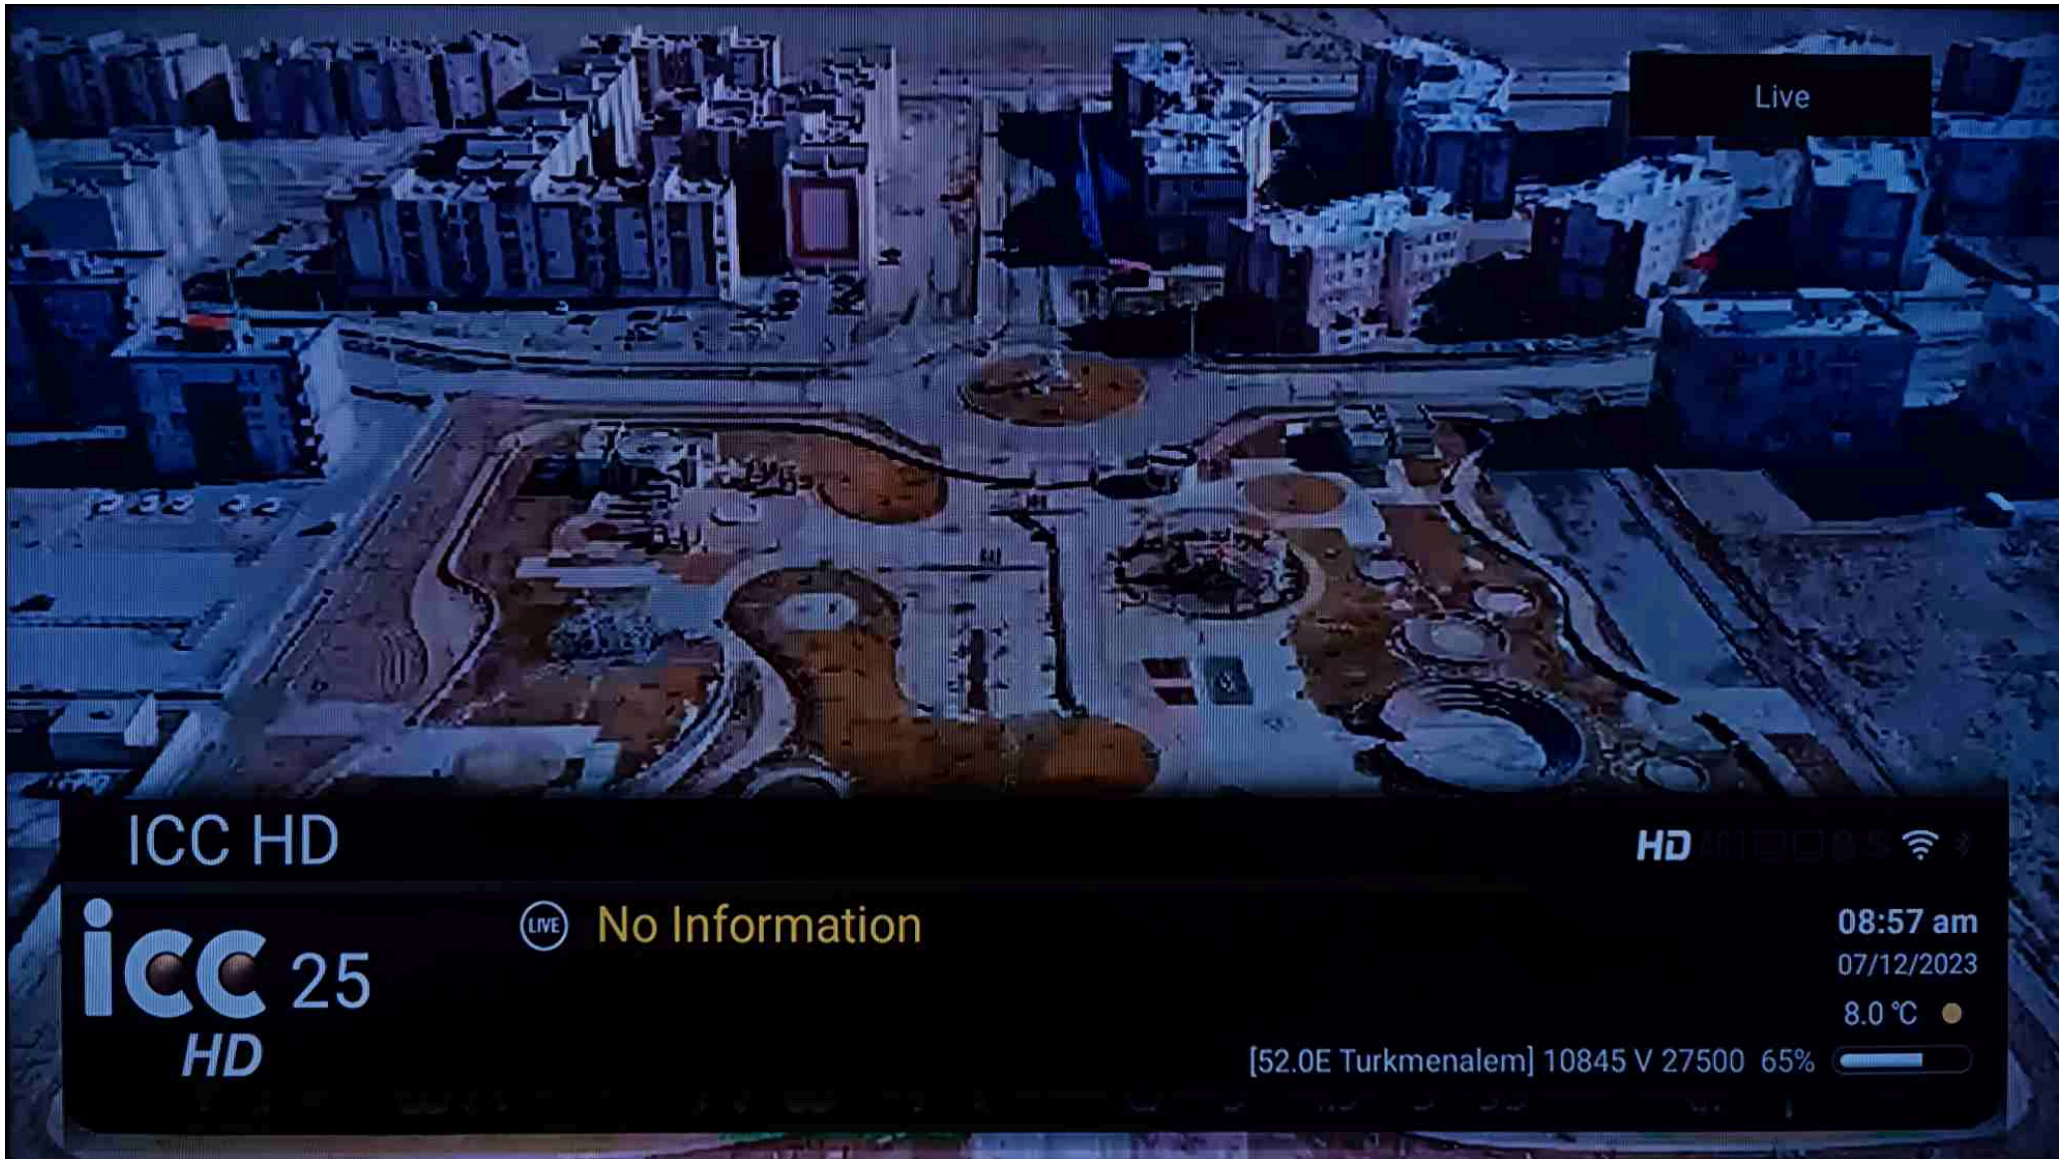 Live
ICC HD
HD
icc 25
HD
LIVE No Information
08:57 am
07/12/2023
8.0 °C
[52.0E Turkmenalem] 10845 V 27500 65%